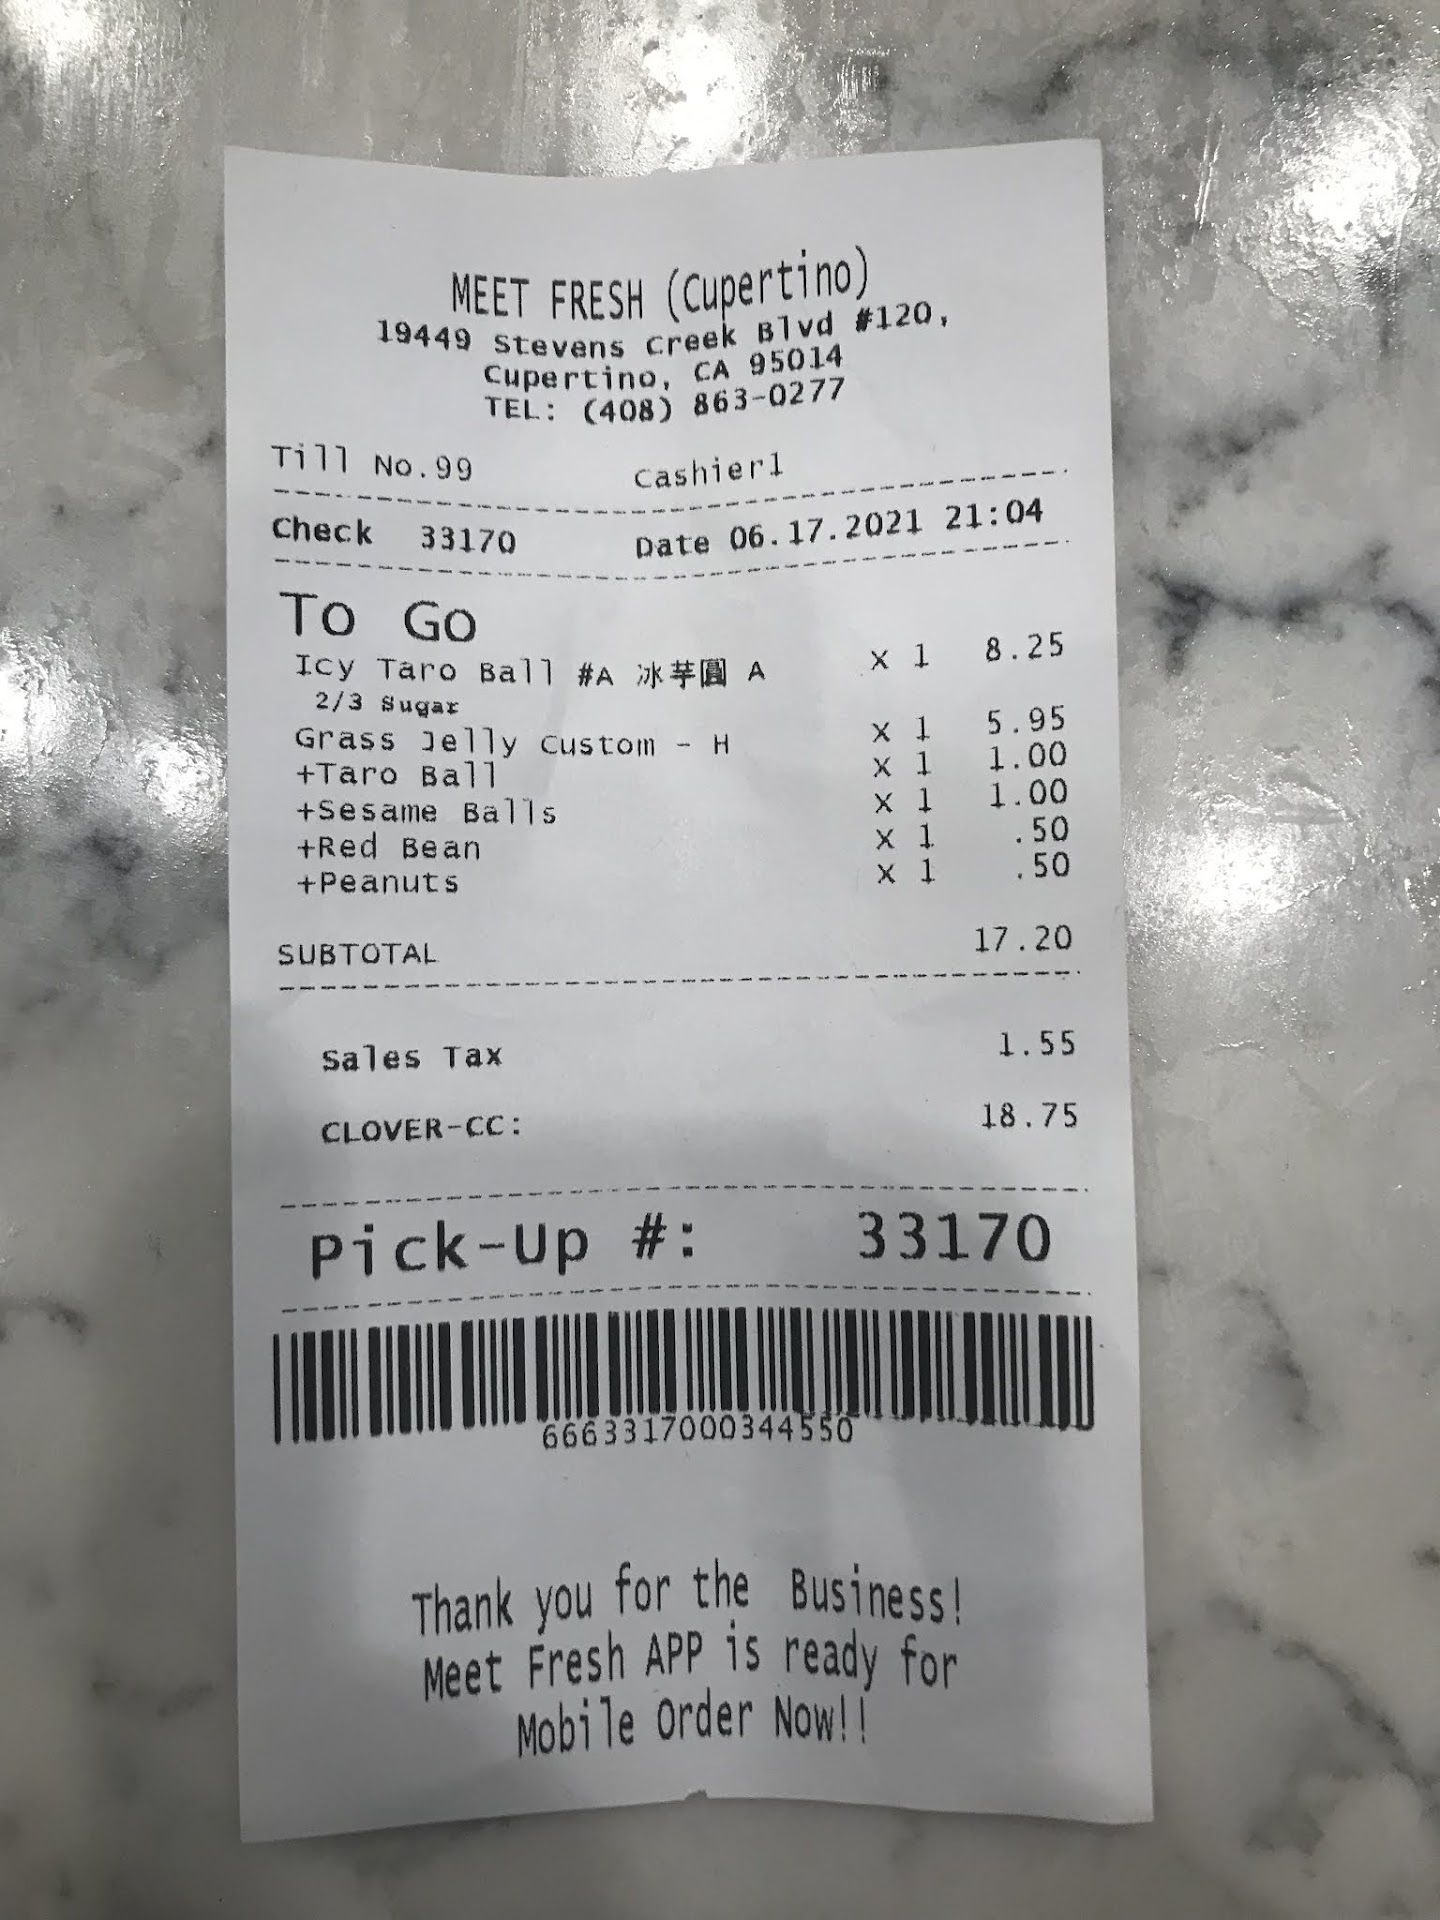 MEET FRESH (Cupertino)
19449 Stevens Creek Blvd #120,
Cupertino, CA 95014
TEL: (408) 863-0277
Till No.99 Cashier1
Check 33170 Date 06.17.2021 21:04
To Go
Icy Taro Ball #A 冰芋圓 A X 1 8.25
2/3 Sugar
Grass Jelly Custom - H X 1 5.95
+Taro Ball X 1 1.00
+Sesame Balls X 1 1.00
+Red Bean X 1 .50
+Peanuts X 1 .50
SUBTOTAL 17.20
Sales Tax 1.55
CLOVER-CC: 18.75
Pick-Up #: 33170
6663317000344550
Thank you for the Business!
Meet Fresh APP is ready for
Mobile Order Now!!